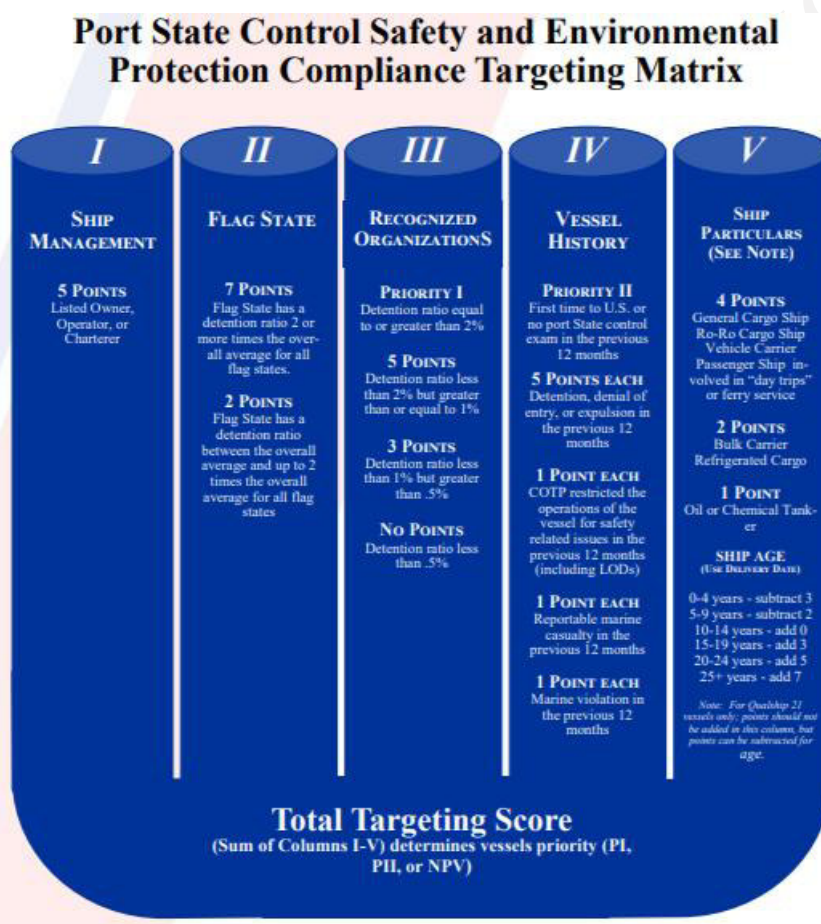 Port State Control Safety and Environmental
Protection Compliance Targeting Matrix
I
SHIP
MANAGEMENT
5 POINTS
Listed Owner,
Operator, or
Charterer
II
FLAG STATE
7 POINTS
Flag State has a
detention ratio 2 or
more times the over-
all average for all
flag states.
2 POINTS
Flag State has a
detention ratio
between the overall
average and up to 2
times the overall
average for all flag
states
III
RECOGNIZED
ORGANIZATIONS
PRIORITY I
Detention ratio equal
to or greater than 2%
5 POINTS
Detention ratio less
than 2% but greater
than or equal to 1%
3 POINTS
Detention ratio less
than 1% but greater
than .5%
NO POINTS
Detention ratio less
than .5%
IV
VESSEL
HISTORY
PRIORITY II
First time to U.S. or
no port State control
exam in the previous
12 months
5 POINTS EACH
Detention, denial of
entry, or expulsion in
the previous 12
months
1 POINT EACH
COTP restricted the
operations of the
vessel for safety
related issues in the
previous 12 months
(including LODs)
1 POINT EACH
Reportable marine
casualty in the
previous 12 months
1 POINT EACH
Marine violation in
the previous 12
months
V
SHIP
PARTICULARS
(SEE NOTE)
4 POINTS
General Cargo Ship
Ro-Ro Cargo Ship
Vehicle Carrier
Passenger Ship in-
volved in “day trips”
or ferry service
2 POINTS
Bulk Carrier
Refrigerated Cargo
1 POINT
Oil or Chemical Tank-
er
SHIP AGE
(USE DELIVERY DATE)
0-4 years - subtract 3
5-9 years - subtract 2
10-14 years - add 0
15-19 years - add 3
20-24 years - add 5
25+ years - add 7
Note: For Qualship 21
vessels only; points should not
be added in this column, but
points can be subtracted for
age.
Total Targeting Score
(Sum of Columns I-V) determines vessels priority (PI,
PII, or NPV)